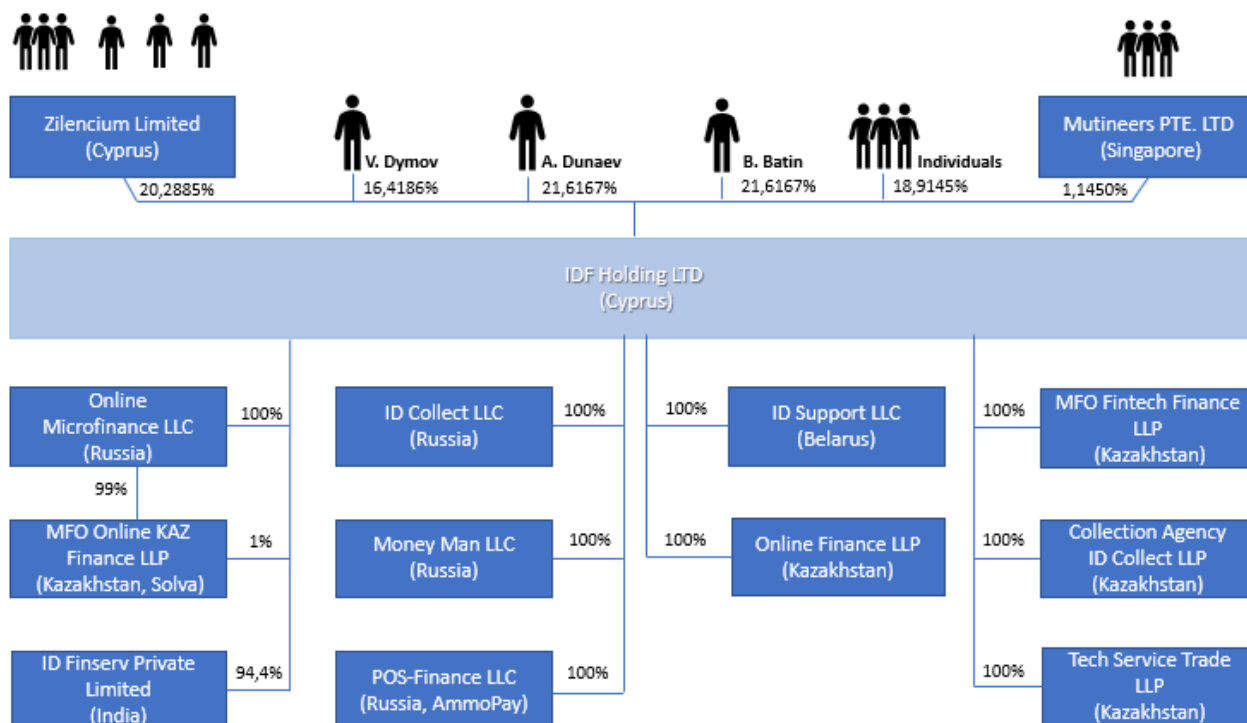 Zilencium Limited
(Cyprus)
20,2885%
V. Dymov
16,4186%
A. Dunaev
21,6167%
B. Batin
21,6167%
Individuals
18,9145%
Mutineers PTE. LTD
(Singapore)
1,1450%
IDF Holding LTD
(Cyprus)
Online
Microfinance LLC
(Russia)
100%
99%
MFO Online KAZ
Finance LLP
(Kazakhstan, Solva)
1%
ID Finserv Private
Limited
(India)
94,4%
ID Collect LLC
(Russia)
100%
Money Man LLC
(Russia)
100%
POS-Finance LLC
(Russia, AmmoPay)
100%
100%
ID Support LLC
(Belarus)
100%
Online Finance LLP
(Kazakhstan)
100%
MFO Fintech Finance
LLP
(Kazakhstan)
100%
Collection Agency
ID Collect LLP
(Kazakhstan)
100%
Tech Service Trade
LLP
(Kazakhstan)